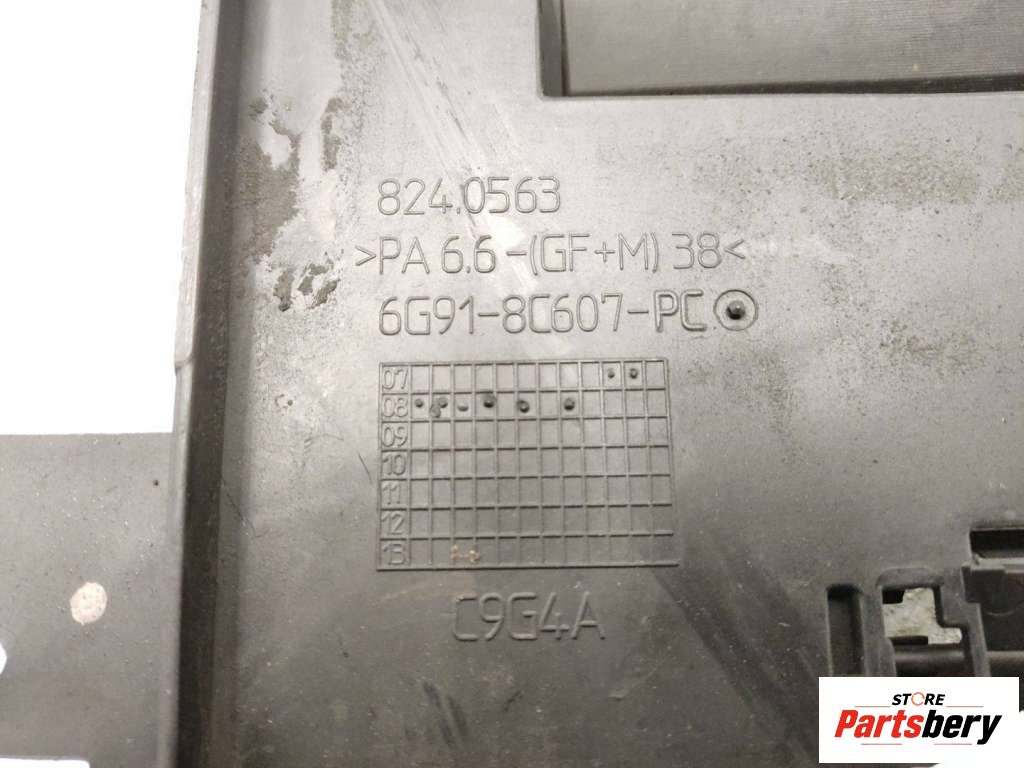 824.0563
>PA 6.6-(GF+M) 38<
6G91-8C607-PC
07
08
09
10
11
12
13
C9G4A
STORE
Partsbery